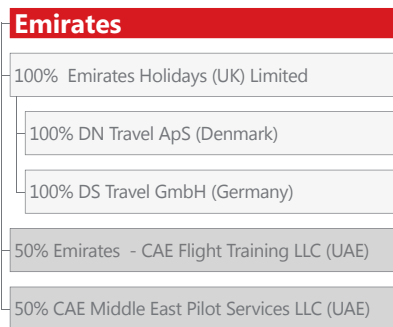 Emirates
100% Emirates Holidays (UK) Limited
100% DN Travel ApS (Denmark)
100% DS Travel GmbH (Germany)
50% Emirates - CAE Flight Training LLC (UAE)
50% CAE Middle East Pilot Services LLC (UAE)